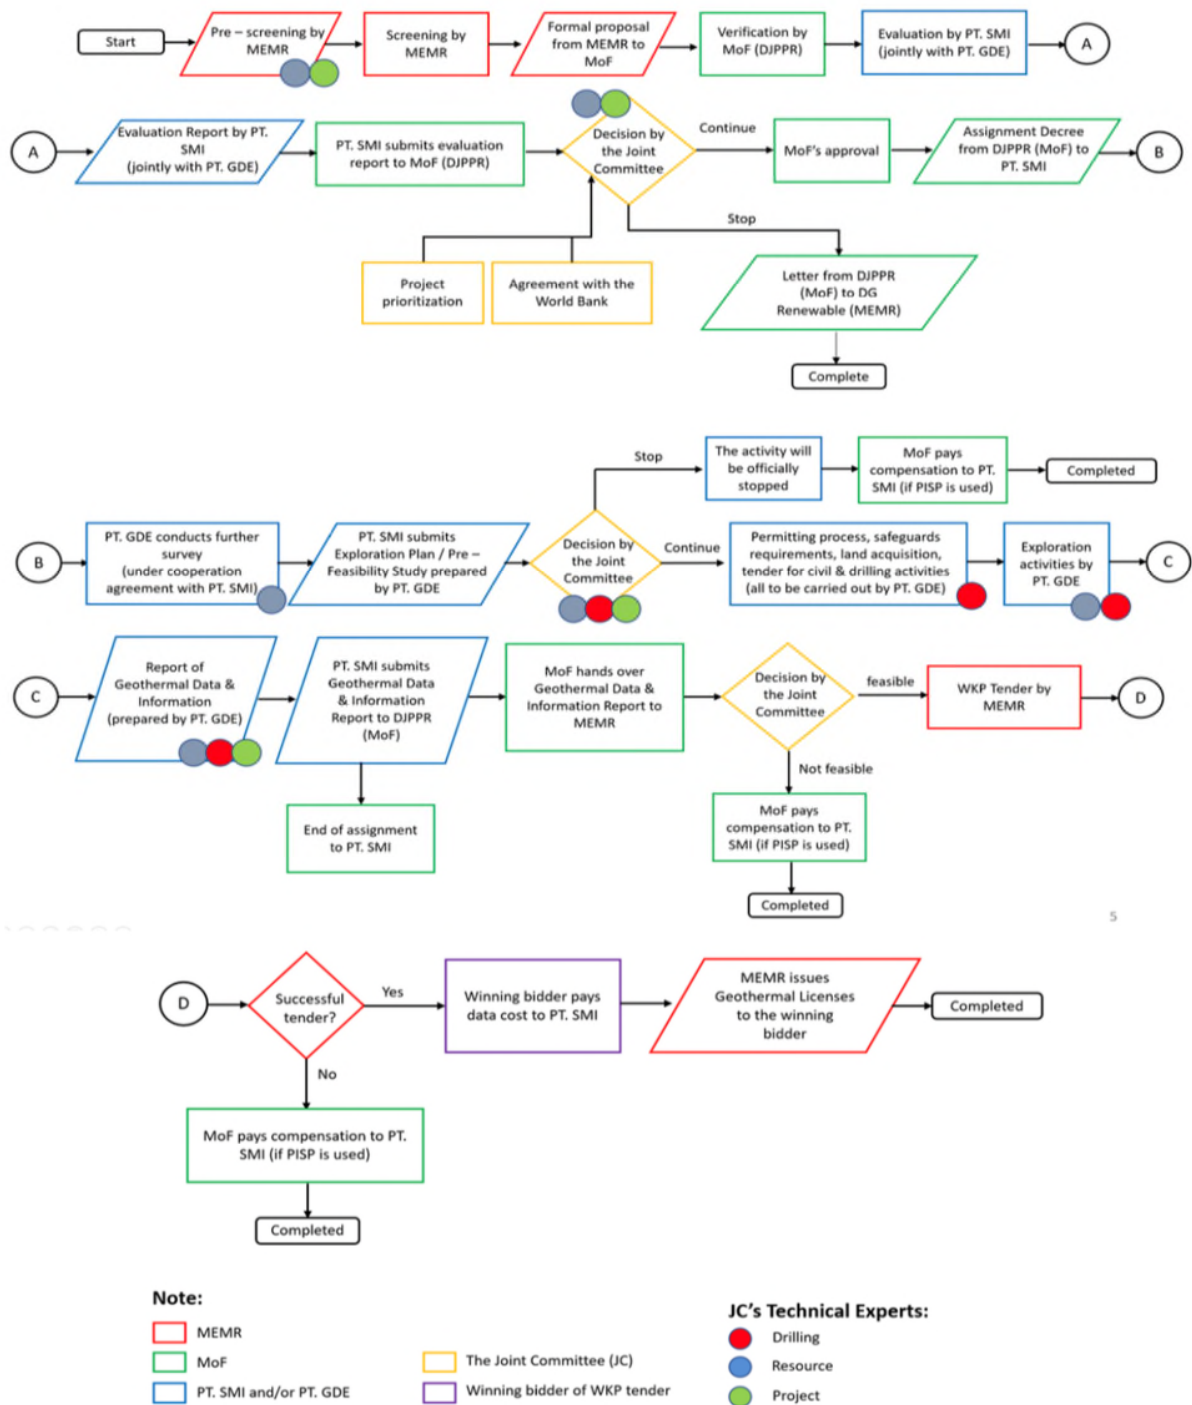 Start
Pre – screening by
MEMR
Screening by
MEMR
Formal proposal
from MEMR to
MoF
Verification by
MoF (DJPPR)
Evaluation by PT. SMI
(jointly with PT. GDE)
A
A
Evaluation Report by PT.
SMI
(jointly with PT. GDE)
PT. SMI submits evaluation
report to MoF (DJPPR)
Decision by
the Joint
Committee
Continue
MoF's approval
Assignment Decree
from DJPPR (MoF) to
PT. SMI
B
Stop
Project
prioritization
Agreement with the
World Bank
Letter from DJPPR
(MoF) to DG
Renewable (MEMR)
Complete
Stop
The activity will
be officially
stopped
MoF pays
compensation to PT.
SMI (if PISP is used)
Completed
B
PT. GDE conducts further
survey
(under cooperation
agreement with PT. SMI)
PT. SMI submits
Exploration Plan / Pre –
Feasibility Study prepared
by PT. GDE
Decision by
the Joint
Committee
Continue
Permitting process, safeguards
requirements, land acquisition,
tender for civil & drilling activities
(all to be carried out by PT. GDE)
Exploration
activities by
PT. GDE
C
C
Report of
Geothermal Data &
Information
(prepared by PT. GDE)
PT. SMI submits
Geothermal Data
& Information
Report to DJPPR
(MoF)
MoF hands over
Geothermal Data &
Information Report to
MEMR
Decision by
the Joint
Committee
feasible
WKP Tender by
MEMR
D
Not feasible
End of assignment
to PT. SMI
MoF pays
compensation to PT.
SMI (if PISP is used)
Completed
5
D
Successful
tender?
Yes
Winning bidder pays
data cost to PT. SMI
MEMR issues
Geothermal Licenses
to the winning
bidder
Completed
No
MoF pays compensation to PT.
SMI (if PISP is used)
Completed
Note:
MEMR
MoF
PT. SMI and/or PT. GDE
The Joint Committee (JC)
Winning bidder of WKP tender
JC's Technical Experts:
Drilling
Resource
Project